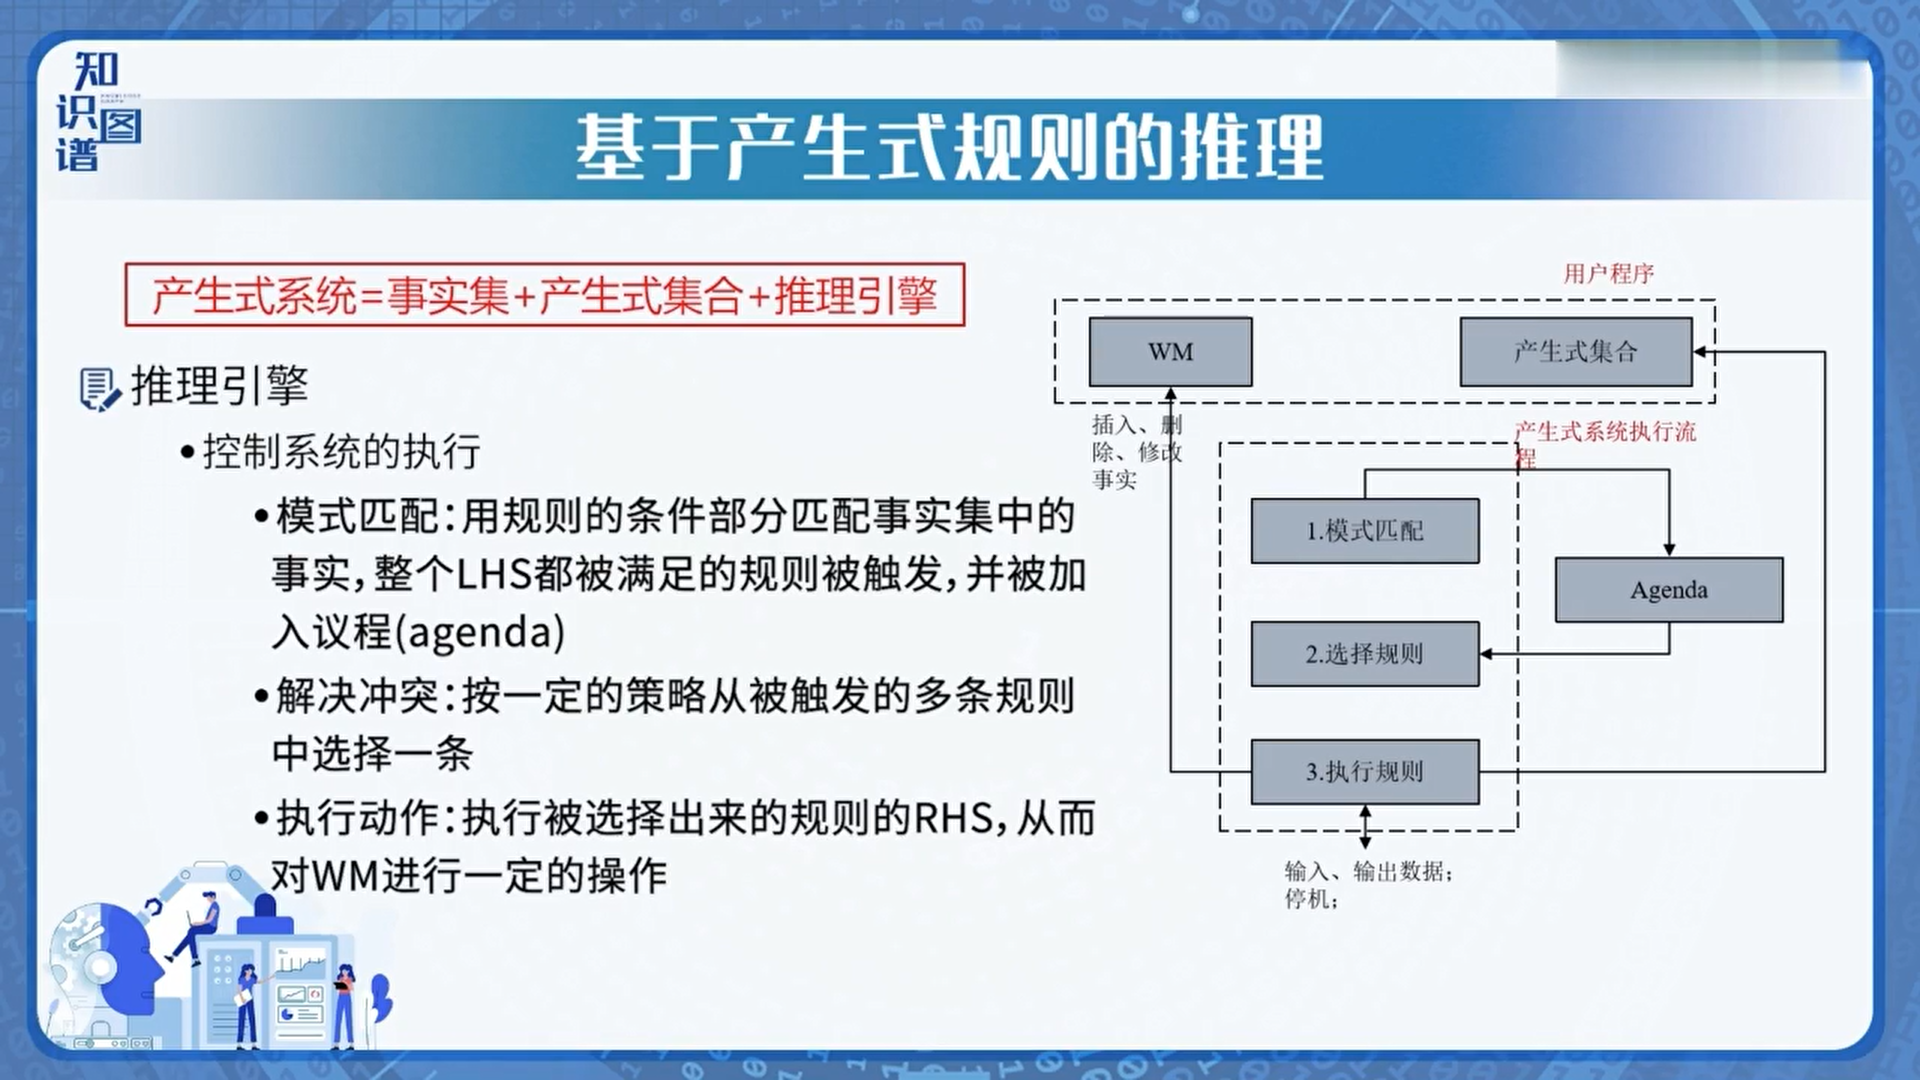 知
识图
谱
基于产生式规则的推理
产生式系统=事实集+产生式集合+推理引擎
推理引擎
•控制系统的执行
•模式匹配:用规则的条件部分匹配事实集中的
事实,整个LHS都被满足的规则被触发,并被加
入议程(agenda)
•解决冲突:按一定的策略从被触发的多条规则
中选择一条
•执行动作:执行被选择出来的规则的RHS,从而
对WM进行一定的操作
用户程序
WM
产生式集合
插入、删
除、修改
事实
产生式系统执行流
程
1.模式匹配
Agenda
2.选择规则
3.执行规则
输入、输出数据;
停机;